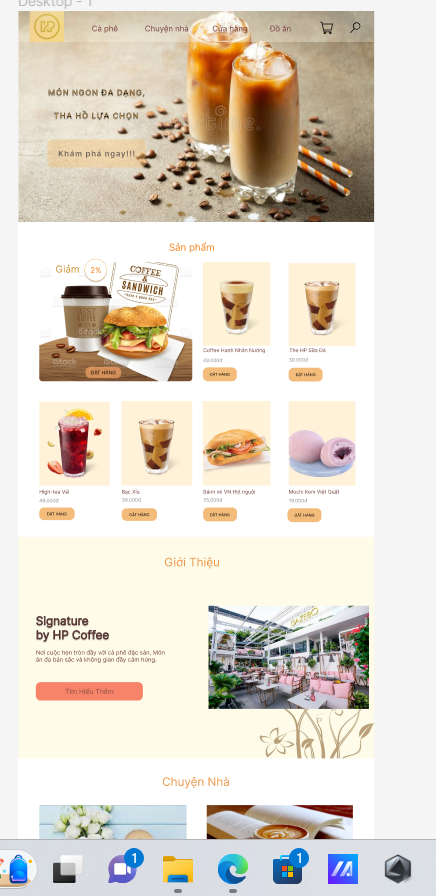 Desktop - 1
HP
Cà phê
Chuyện nhà
Cửa hàng
Đồ ăn
MÓN NGON ĐA DẠNG,
THA HỒ LỰA CHỌN
Khám phá ngay!!!
Sản phẩm
Giảm
2%
COFFEE
& SANDWICH
iStock
ĐẶT HÀNG
Coffee Hạnh Nhân Nướng
49.000đ
ĐẶT HÀNG
The HP Sữa Đá
39.000đ
ĐẶT HÀNG
High-tea Vải
49.000đ
ĐẶT HÀNG
Bạc Xỉu
39.000đ
ĐẶT HÀNG
Bánh mì VN thịt nguội
35.000đ
ĐẶT HÀNG
Mochi Kem Việt Quất
19.000đ
ĐẶT HÀNG
Giới Thiệu
Signature
by HP Coffee
Nơi cuộc hẹn tròn đầy với cà phê đặc sản, Món
ăn đa bản sắc và không gian đầy cảm hứng.
Tìm Hiểu Thêm
Chuyện Nhà
1
1